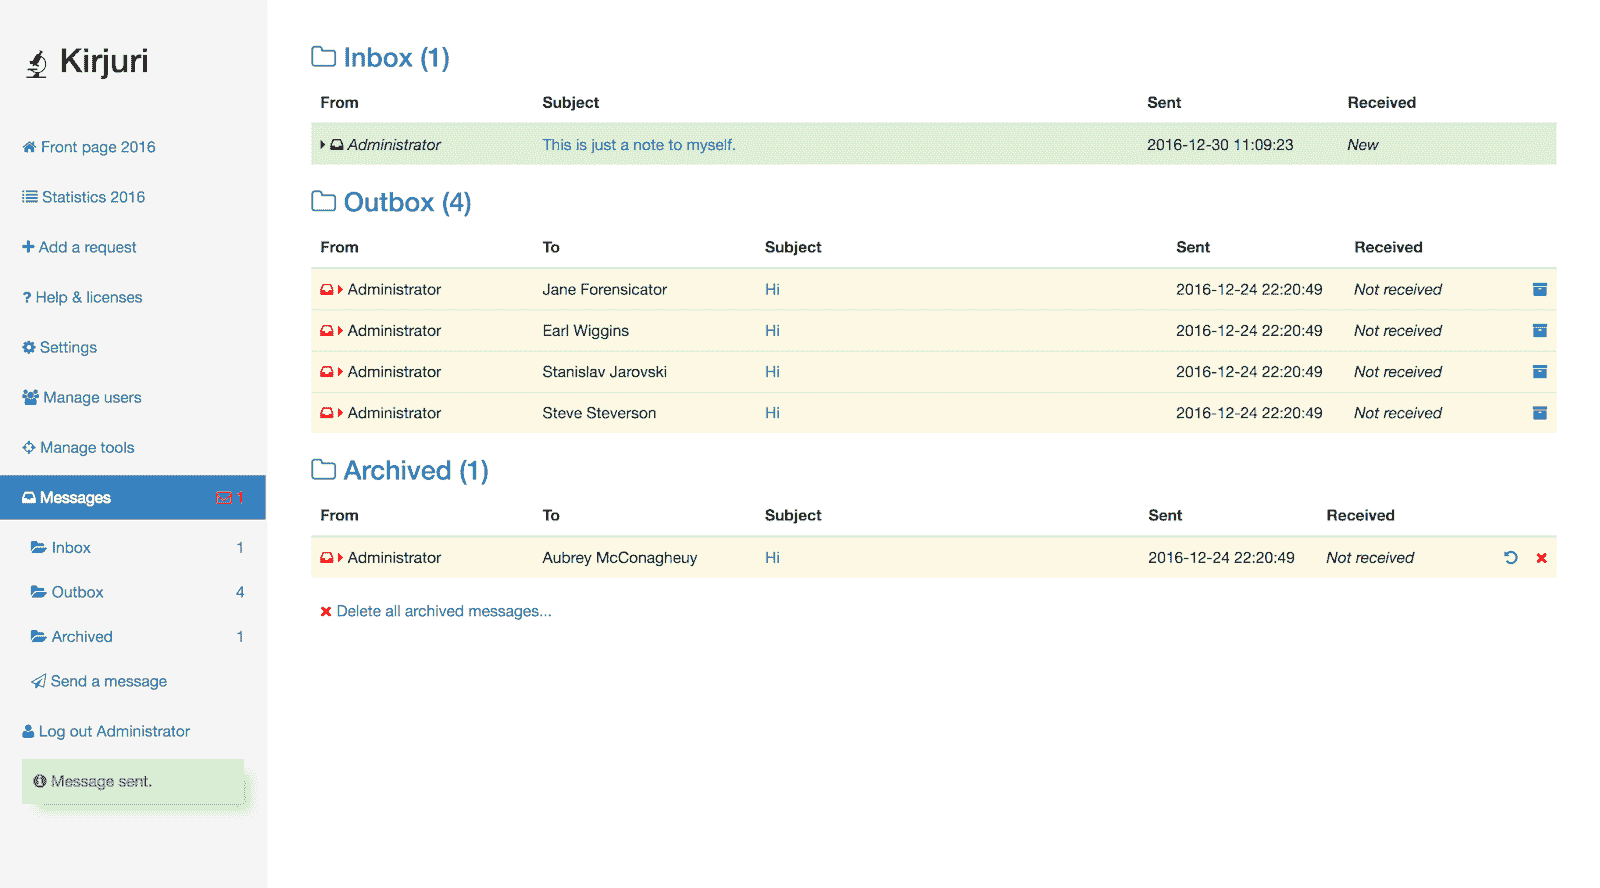 Kirjuri
Front page 2016
Statistics 2016
Add a request
? Help & licenses
Settings
Manage users
Manage tools
Messages 1
Inbox 1
Outbox 4
Archived 1
Send a message
Log out Administrator
Message sent.
Inbox (1)
From Subject Sent Received
Administrator This is just a note to myself. 2016-12-30 11:09:23 New
Outbox (4)
From To Subject Sent Received
Administrator Jane Forensicator Hi 2016-12-24 22:20:49 Not received
Administrator Earl Wiggins Hi 2016-12-24 22:20:49 Not received
Administrator Stanislav Jarovski Hi 2016-12-24 22:20:49 Not received
Administrator Steve Steverson Hi 2016-12-24 22:20:49 Not received
Archived (1)
From To Subject Sent Received
Administrator Aubrey McConagheuy Hi 2016-12-24 22:20:49 Not received
Delete all archived messages...